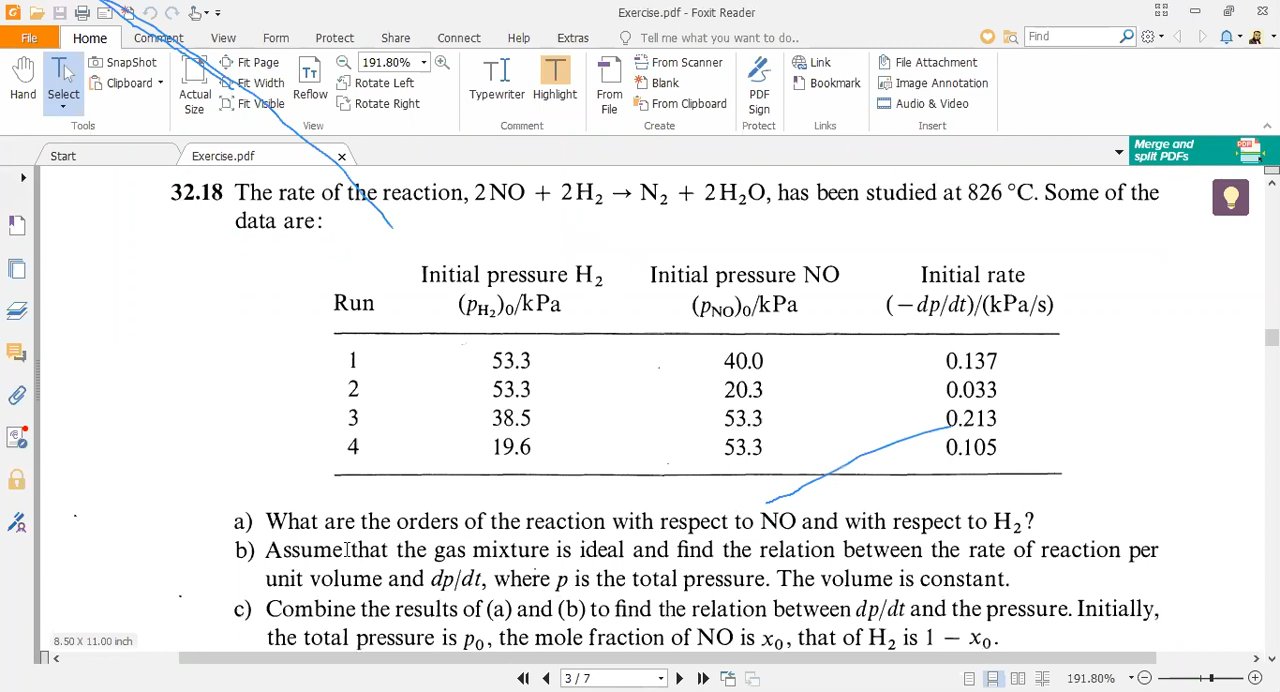 Exercise.pdf - Foxit Reader
File Home Comment View Form Protect Share Connect Help Extras Tell me what you want to do.. Find
Hand Select SnapShot Clipboard Actual Size Fit Page Fit Width Fit Visible Reflow 191.80% Rotate Left Rotate Right Typewriter Highlight From File From Scanner Blank From Clipboard PDF Sign Link Bookmark File Attachment Image Annotation Audio & Video
Tools View Comment Create Protect Links Insert
Start Exercise.pdf Merge and split PDFs
32.18 The rate of the reaction, 2 NO + 2 H₂ → N₂ + 2 H₂O, has been studied at 826 °C. Some of the
data are:
Initial pressure H₂ Initial pressure NO Initial rate
Run (p_H₂)₀/kPa (p_NO)₀/kPa (−dp/dt)/(kPa/s)
1 53.3 40.0 0.137
2 53.3 20.3 0.033
3 38.5 53.3 0.213
4 19.6 53.3 0.105
a) What are the orders of the reaction with respect to NO and with respect to H₂?
b) Assume that the gas mixture is ideal and find the relation between the rate of reaction per
unit volume and dp/dt, where p is the total pressure. The volume is constant.
c) Combine the results of (a) and (b) to find the relation between dp/dt and the pressure. Initially,
the total pressure is p₀, the mole fraction of NO is x₀, that of H₂ is 1 − x₀.
8.50 X 11.00 inch
3 / 7 191.80%